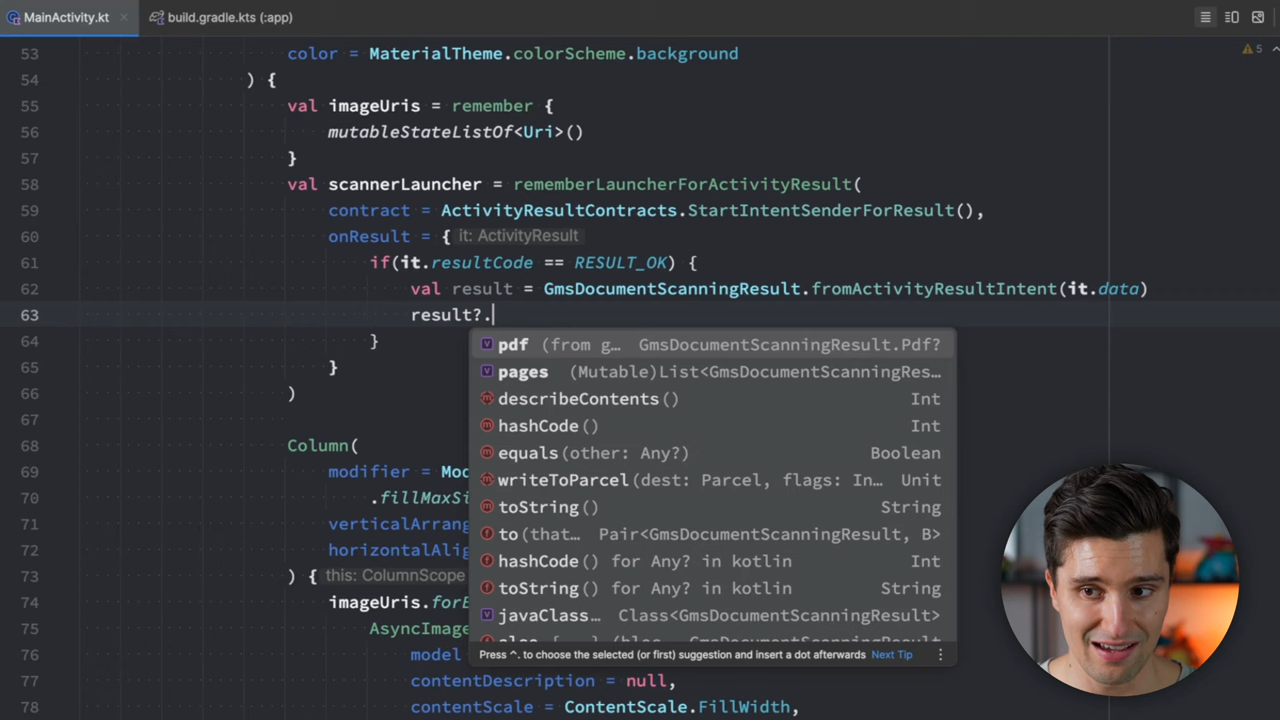 MainActivity.kt
build.gradle.kts (:app)
5
53 color = MaterialTheme.colorScheme.background
54 ) {
55 val imageUris = remember {
56 mutableStateListOf<Uri>()
57 }
58 val scannerLauncher = rememberLauncherForActivityResult(
59 contract = ActivityResultContracts.StartIntentSenderForResult(),
60 onResult = { it: ActivityResult
61 if(it.resultCode == RESULT_OK) {
62 val result = GmsDocumentScanningResult.fromActivityResultIntent(it.data)
63 result?.
64 }
65 }
66 )
67
68 Column(
69 modifier = Mod
70 .fillMaxSi
71 verticalArrang
72 horizontalAlig
73 ) { this: ColumnScope
74 imageUris.forE
75 AsyncImage
76 model
77 contentDescription = null,
78 contentScale = ContentScale.FillWidth,
pdf (from g… GmsDocumentScanningResult.Pdf?
pages (Mutable)List<GmsDocumentScanningRes…
describeContents() Int
hashCode() Int
equals(other: Any?) Boolean
writeToParcel(dest: Parcel, flags: In… Unit
toString() String
to(that… Pair<GmsDocumentScanningResult, B>
hashCode() for Any? in kotlin Int
toString() for Any? in kotlin String
javaClass… Class<GmsDocumentScanningResult>
Press ^. to choose the selected (or first) suggestion and insert a dot afterwards Next Tip